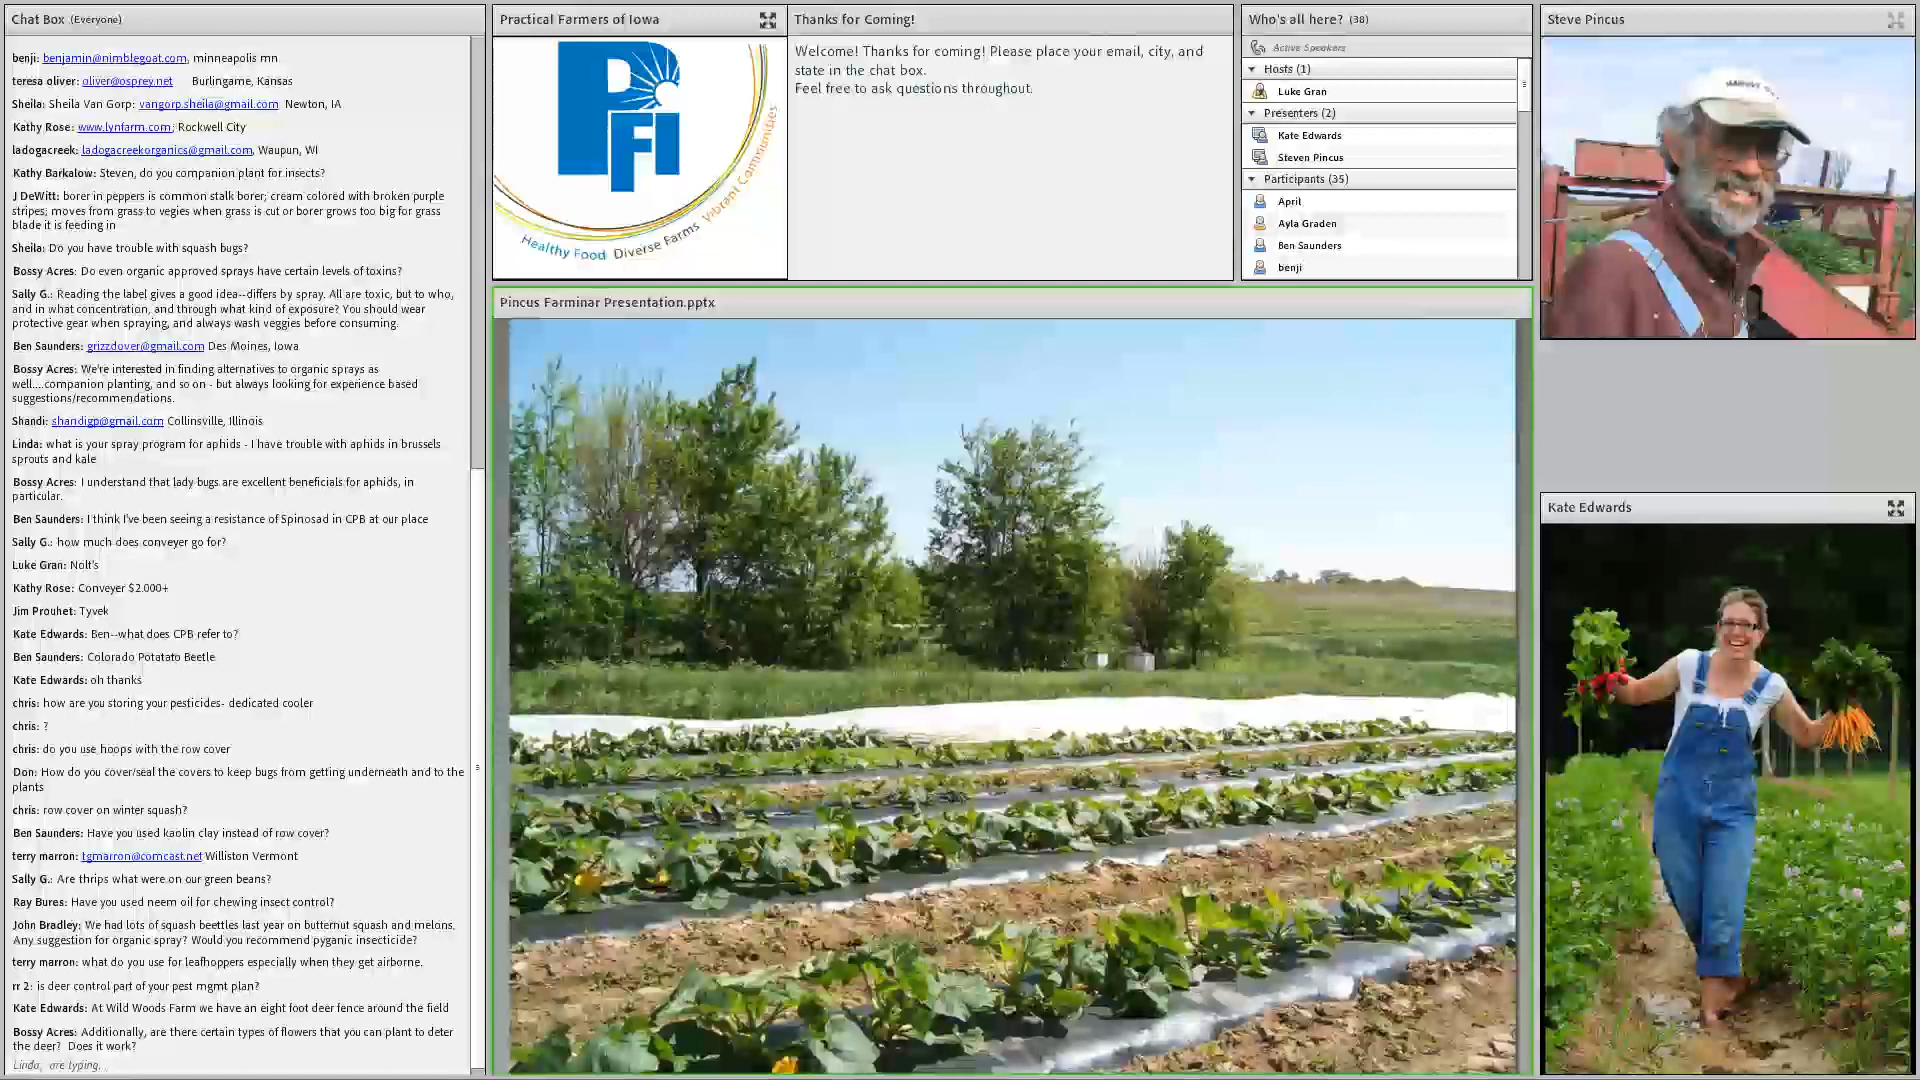 Chat Box (Everyone)
benji: benjamin@nimblegoat.com, minneapolis mn
teresa oliver: oliver@osprey.net Burlingame, Kansas
Sheila: Sheila Van Gorp: vangorp.sheila@gmail.com Newton, IA
Kathy Rose: www.lynfarm.com; Rockwell City
ladogacreek: ladogacreekorganics@gmail.com, Waupun, WI
Kathy Barkalow: Steven, do you companion plant for insects?
J DeWitt: borer in peppers is common stalk borer; cream colored with broken purple
stripes; moves from grass to vegies when grass is cut or borer grows too big for grass
blade it is feeding in
Sheila: Do you have trouble with squash bugs?
Bossy Acres: Do even organic approved sprays have certain levels of toxins?
Sally G.: Reading the label gives a good idea--differs by spray. All are toxic, but to who,
and in what concentration, and through what kind of exposure? You should wear
protective gear when spraying, and always wash veggies before consuming.
Ben Saunders: grizzdover@gmail.com Des Moines, Iowa
Bossy Acres: We're interested in finding alternatives to organic sprays as
well....companion planting, and so on - but always looking for experience based
suggestions/recommendations.
Shandi: shandigp@gmail.com Collinsville, Illinois
Linda: what is your spray program for aphids - I have trouble with aphids in brussels
sprouts and kale
Bossy Acres: I understand that lady bugs are excellent beneficials for aphids, in
particular.
Ben Saunders: I think I've been seeing a resistance of Spinosad in CPB at our place
Sally G.: how much does conveyer go for?
Luke Gran: Nolt's
Kathy Rose: Conveyer $2.000+
Jim Prouhet: Tyvek
Kate Edwards: Ben--what does CPB refer to?
Ben Saunders: Colorado Potatato Beetle
Kate Edwards: oh thanks
chris: how are you storing your pesticides- dedicated cooler
chris: ?
chris: do you use hoops with the row cover
Don: How do you cover/seal the covers to keep bugs from getting underneath and to the
plants
chris: row cover on winter squash?
Ben Saunders: Have you used kaolin clay instead of row cover?
terry marron: tgmarron@comcast.net Williston Vermont
Sally G.: Are thrips what were on our green beans?
Ray Bures: Have you used neem oil for chewing insect control?
John Bradley: We had lots of squash beettles last year on butternut squash and melons.
Any suggestion for organic spray? Would you recommend pyganic insecticide?
terry marron: what do you use for leafhoppers especially when they get airborne.
rr 2: is deer control part of your pest mgmt plan?
Kate Edwards: At Wild Woods Farm we have an eight foot deer fence around the field
Bossy Acres: Additionally, are there certain types of flowers that you can plant to deter
the deer? Does it work?
Linda, are typing...
Practical Farmers of Iowa
PFI
Healthy Food Diverse Farms Vibrant Communities
Thanks for Coming!
Welcome! Thanks for coming! Please place your email, city, and
state in the chat box.
Feel free to ask questions throughout.
Who's all here? (38)
Active Speakers
Hosts (1)
Luke Gran
Presenters (2)
Kate Edwards
Steven Pincus
Participants (35)
April
Ayla Graden
Ben Saunders
benji
Pincus Farminar Presentation.pptx
Steve Pincus
Kate Edwards